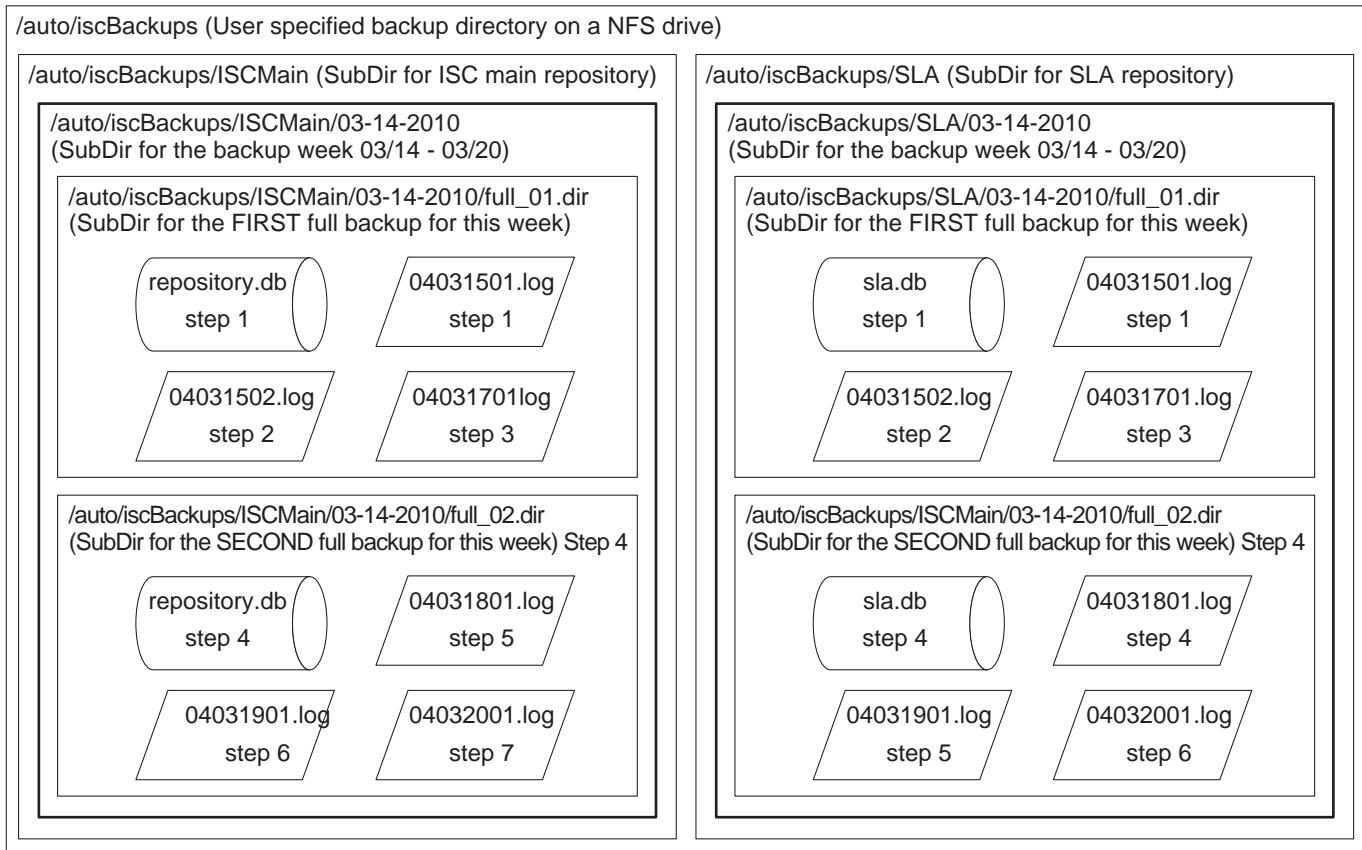 /auto/iscBackups (User specified backup directory on a NFS drive)
/auto/iscBackups/ISCMain (SubDir for ISC main repository)
/auto/iscBackups/ISCMain/03-14-2010
(SubDir for the backup week 03/14 - 03/20)
/auto/iscBackups/ISCMain/03-14-2010/full_01.dir
(SubDir for the FIRST full backup for this week)
repository.db
step 1
04031501.log
step 1
04031502.log
step 2
04031701log
step 3
/auto/iscBackups/ISCMain/03-14-2010/full_02.dir
(SubDir for the SECOND full backup for this week) Step 4
repository.db
step 4
04031801.log
step 5
04031901.log
step 6
04032001.log
step 7
/auto/iscBackups/SLA (SubDir for SLA repository)
/auto/iscBackups/SLA/03-14-2010
(SubDir for the backup week 03/14 - 03/20)
/auto/iscBackups/SLA/03-14-2010/full_01.dir
(SubDir for the FIRST full backup for this week)
sla.db
step 1
04031501.log
step 1
04031502.log
step 2
04031701.log
step 3
/auto/iscBackups/ISCMain/03-14-2010/full_02.dir
(SubDir for the SECOND full backup for this week) Step 4
sla.db
step 4
04031801.log
step 4
04031901.log
step 5
04032001.log
step 6